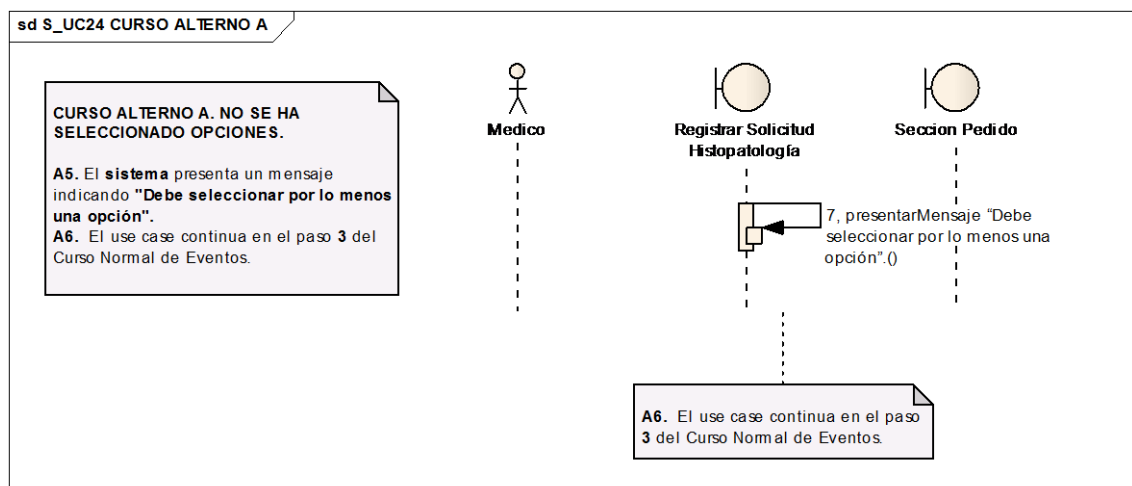 sd S_UC24 CURSO ALTERNO A
CURSO ALTERNO A. NO SE HA
SELECCIONADO OPCIONES.
A5. El sistema presenta un mensaje
indicando "Debe seleccionar por lo menos
una opción".
A6. El use case continua en el paso 3 del
Curso Normal de Eventos.
Medico
Registrar Solicitud
Histopatología
Seccion Pedido
7, presentarMensaje “Debe
seleccionar por lo menos una
opción”.()
A6. El use case continua en el paso
3 del Curso Normal de Eventos.